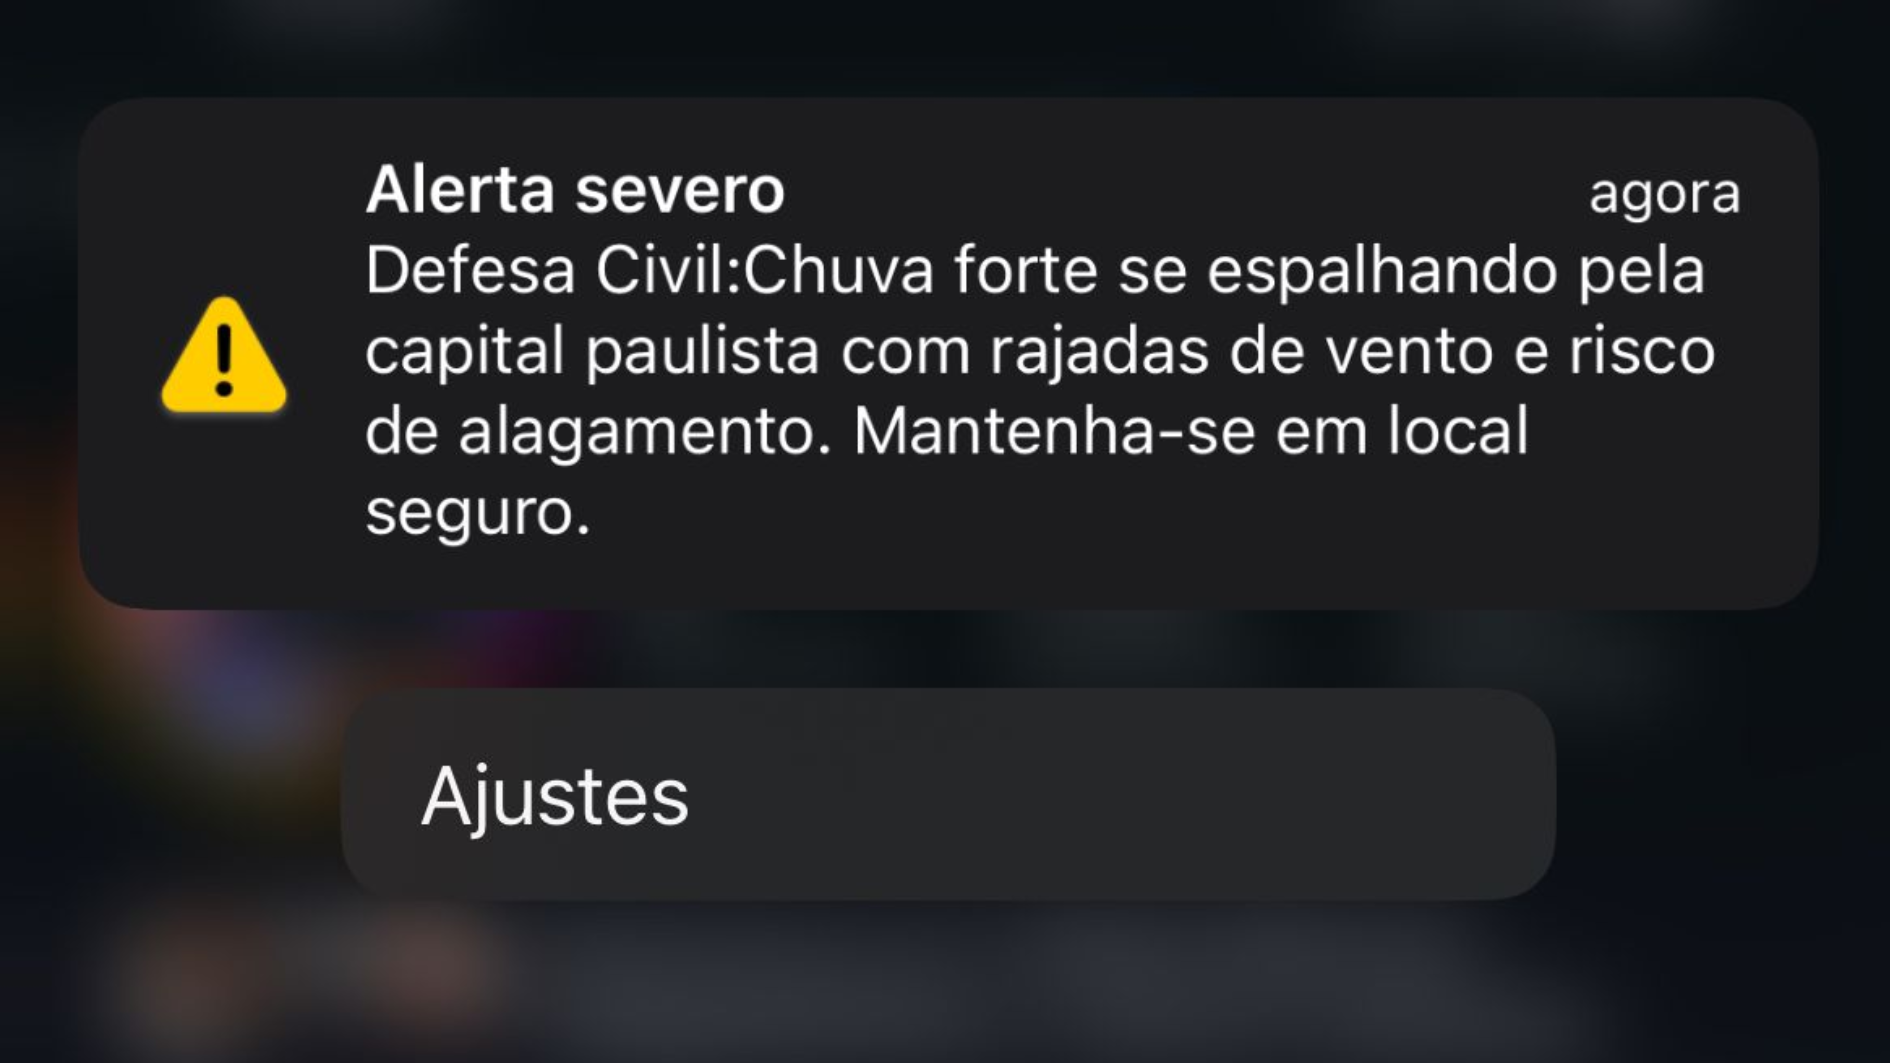 Alerta severo
agora
Defesa Civil:Chuva forte se espalhando pela
capital paulista com rajadas de vento e risco
de alagamento. Mantenha-se em local
seguro.
Ajustes